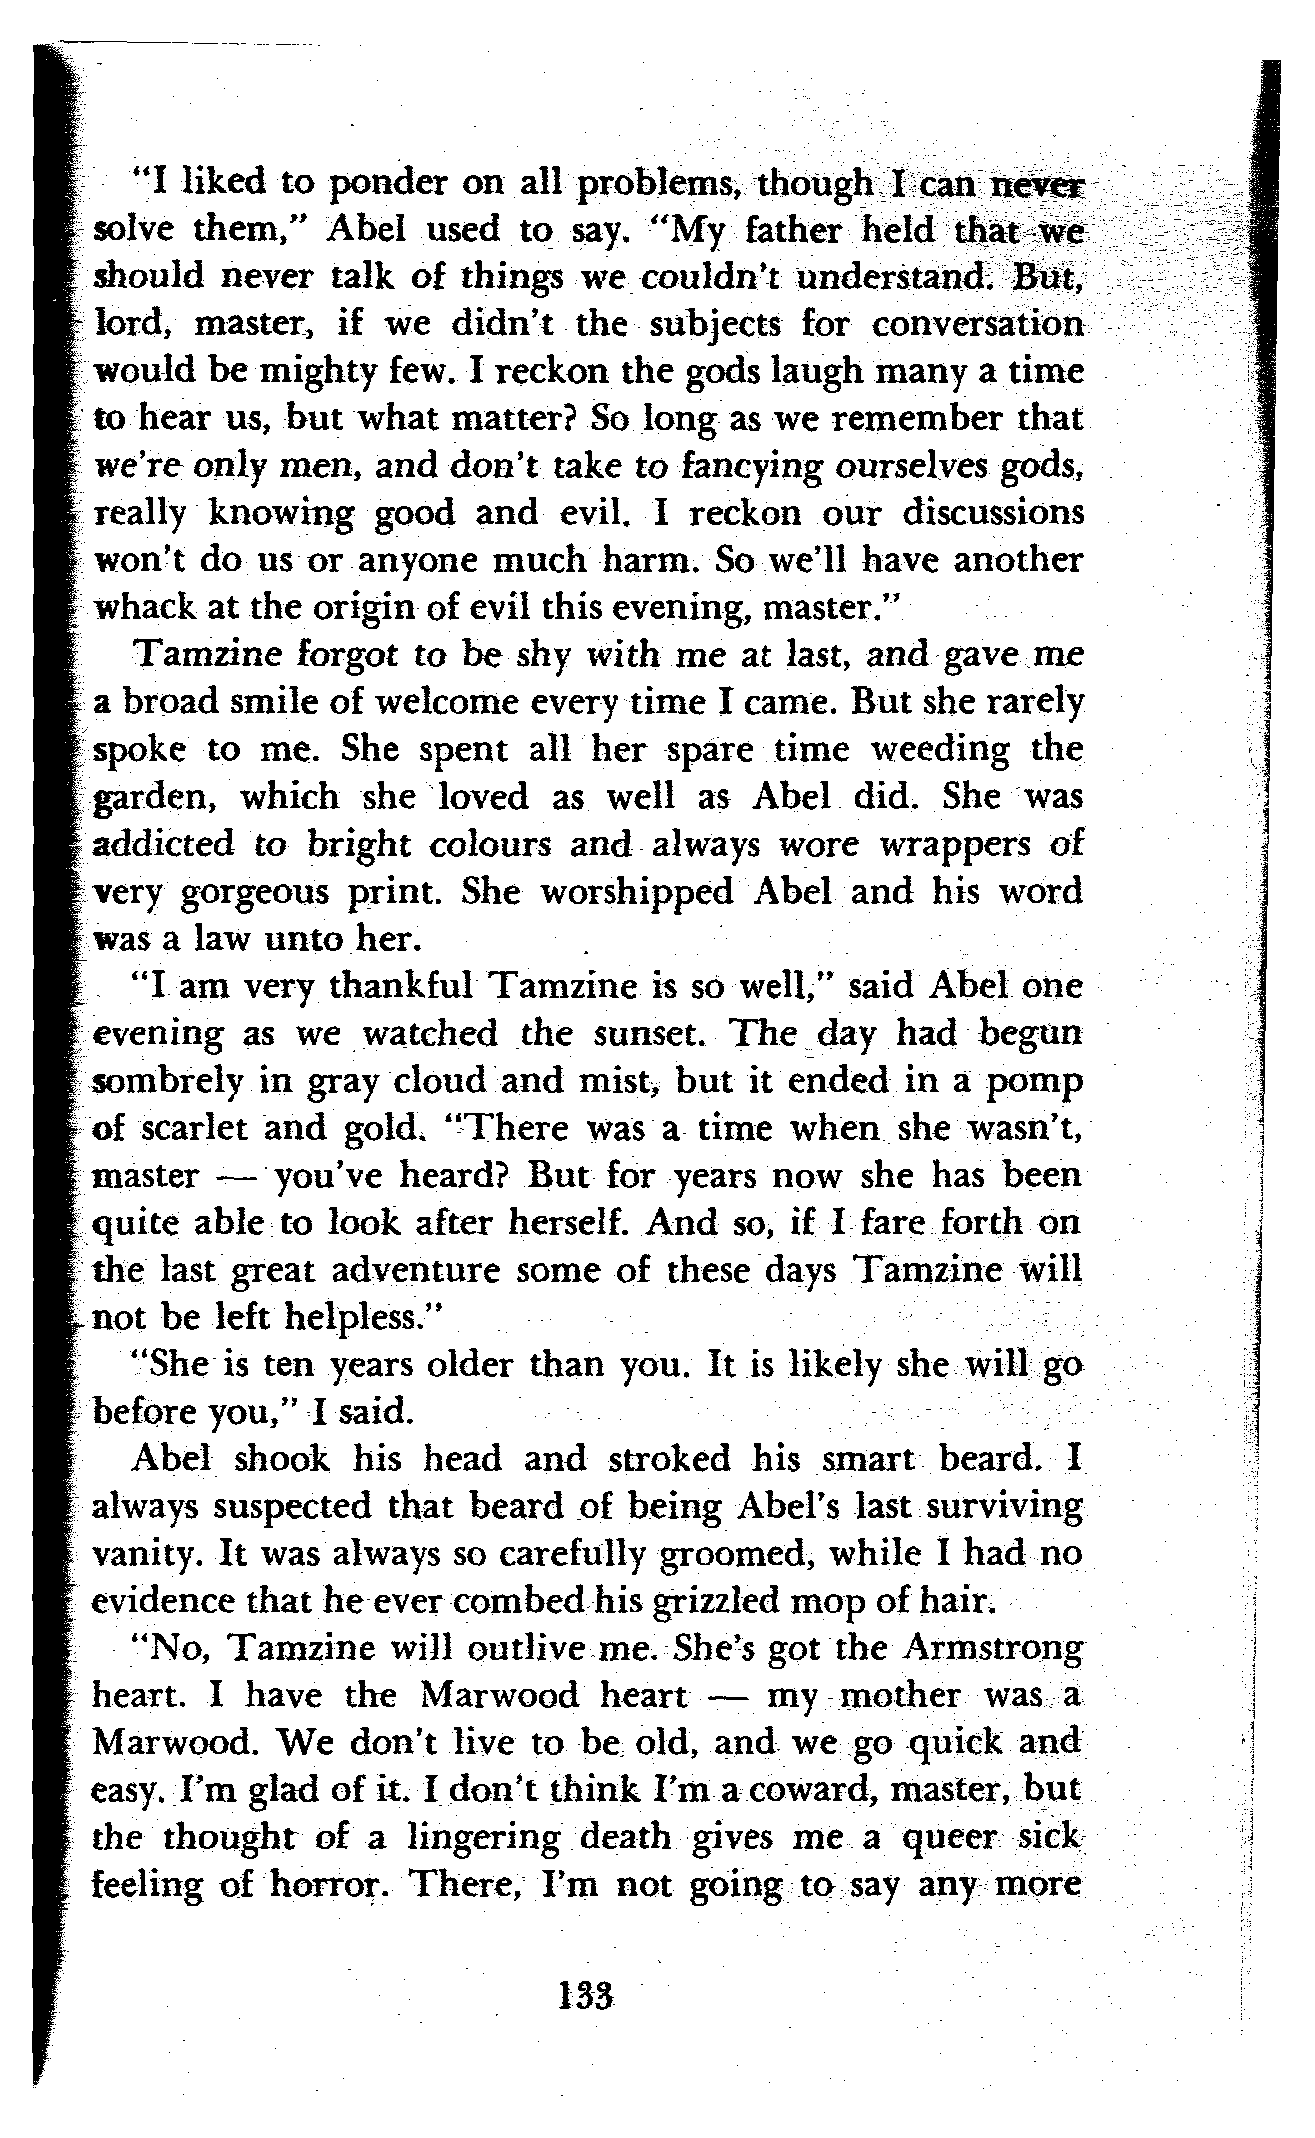 “I liked to ponder on all problems, though I can never
solve them,” Abel used to say. “My father held that we
should never talk of things we couldn't understand. But,
lord, master, if we didn't the subjects for conversation
would be mighty few. I reckon the gods laugh many a time
to hear us, but what matter? So long as we remember that
we're only men, and don't take to fancying ourselves gods,
really knowing good and evil. I reckon our discussions
won't do us or anyone much harm. So we'll have another
whack at the origin of evil this evening, master.”
Tamzine forgot to be shy with me at last, and gave me
a broad smile of welcome every time I came. But she rarely
spoke to me. She spent all her spare time weeding the
garden, which she loved as well as Abel did. She was
addicted to bright colours and always wore wrappers of
very gorgeous print. She worshipped Abel and his word
was a law unto her.
“I am very thankful Tamzine is so well,” said Abel one
evening as we watched the sunset. The day had begun
sombrely in gray cloud and mist, but it ended in a pomp
of scarlet and gold. “There was a time when she wasn't,
master — you've heard? But for years now she has been
quite able to look after herself. And so, if I fare forth on
the last great adventure some of these days Tamzine will
not be left helpless.”
“She is ten years older than you. It is likely she will go
before you,” I said.
Abel shook his head and stroked his smart beard. I
always suspected that beard of being Abel's last surviving
vanity. It was always so carefully groomed, while I had no
evidence that he ever combed his grizzled mop of hair.
“No, Tamzine will outlive me. She's got the Armstrong
heart. I have the Marwood heart — my mother was a
Marwood. We don't live to be old, and we go quick and
easy. I'm glad of it. I don't think I'm a coward, master, but
the thought of a lingering death gives me a queer sick
feeling of horror. There, I'm not going to say any more
133